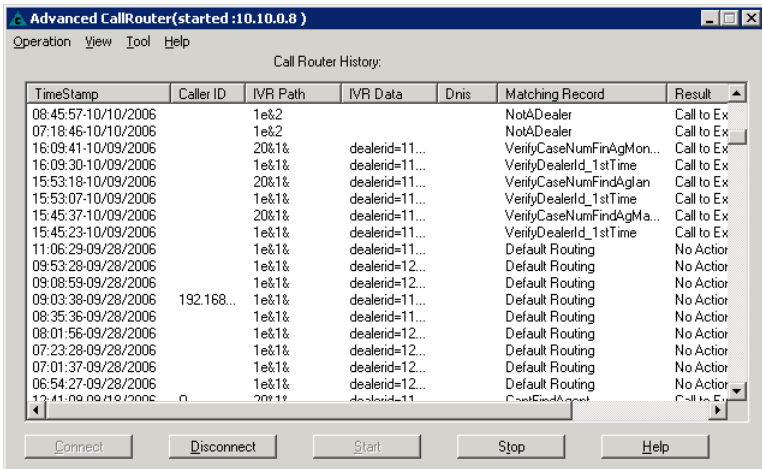 Advanced CallRouter(started :10.10.0.8 )
Operation View Tool Help
Call Router History:
TimeStamp Caller ID IVR Path IVR Data Dnis Matching Record Result
08:45:57-10/10/2006 1e&2 NotADealer Call to Ex
07:18:46-10/10/2006 1e&2 NotADealer Call to Ex
16:09:41-10/09/2006 20&1& dealerid=11... VerifyCaseNumFinAgMon... Call to Ex
16:09:30-10/09/2006 1e&1& dealerid=11... VerifyDealerId_1stTime Call to Ex
15:53:18-10/09/2006 20&1& dealerid=11... VerifyCaseNumFindAgIan Call to Ex
15:53:07-10/09/2006 1e&1& dealerid=11... VerifyDealerId_1stTime Call to Ex
15:45:37-10/09/2006 20&1& dealerid=11... VerifyCaseNumFindAgMa... Call to Ex
15:45:23-10/09/2006 1e&1& dealerid=11... VerifyDealerId_1stTime Call to Ex
11:06:29-09/28/2006 1e&1& dealerid=11... Default Routing No Action
09:53:28-09/28/2006 1e&1& dealerid=12... Default Routing No Action
09:08:59-09/28/2006 1e&1& dealerid=12... Default Routing No Action
09:03:38-09/28/2006 192.168... 1e&1& dealerid=11... Default Routing No Action
08:35:36-09/28/2006 1e&1& dealerid=11... Default Routing No Action
08:01:56-09/28/2006 1e&1& dealerid=12... Default Routing No Action
07:23:28-09/28/2006 1e&1& dealerid=12... Default Routing No Action
07:01:37-09/28/2006 1e&1& dealerid=12... Default Routing No Action
06:54:27-09/28/2006 1e&1& dealerid=12... Default Routing No Action
Connect Disconnect Start Stop Help